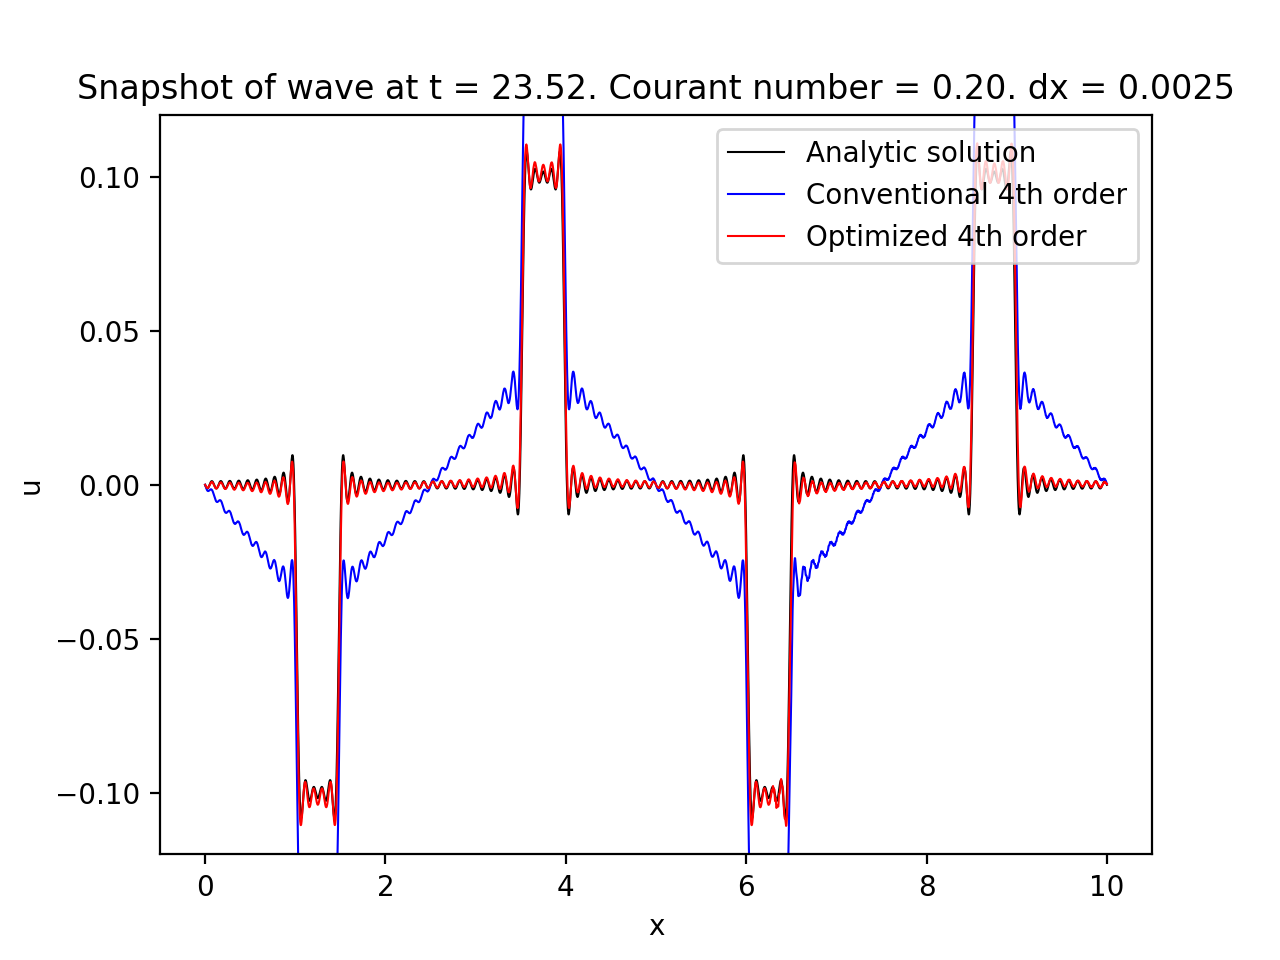 Snapshot of wave at t = 23.52. Courant number = 0.20. dx = 0.0025
Analytic solution
Conventional 4th order
Optimized 4th order
0.10
0.05
0.00
−0.05
−0.10
u
0 2 4 6 8 10
x